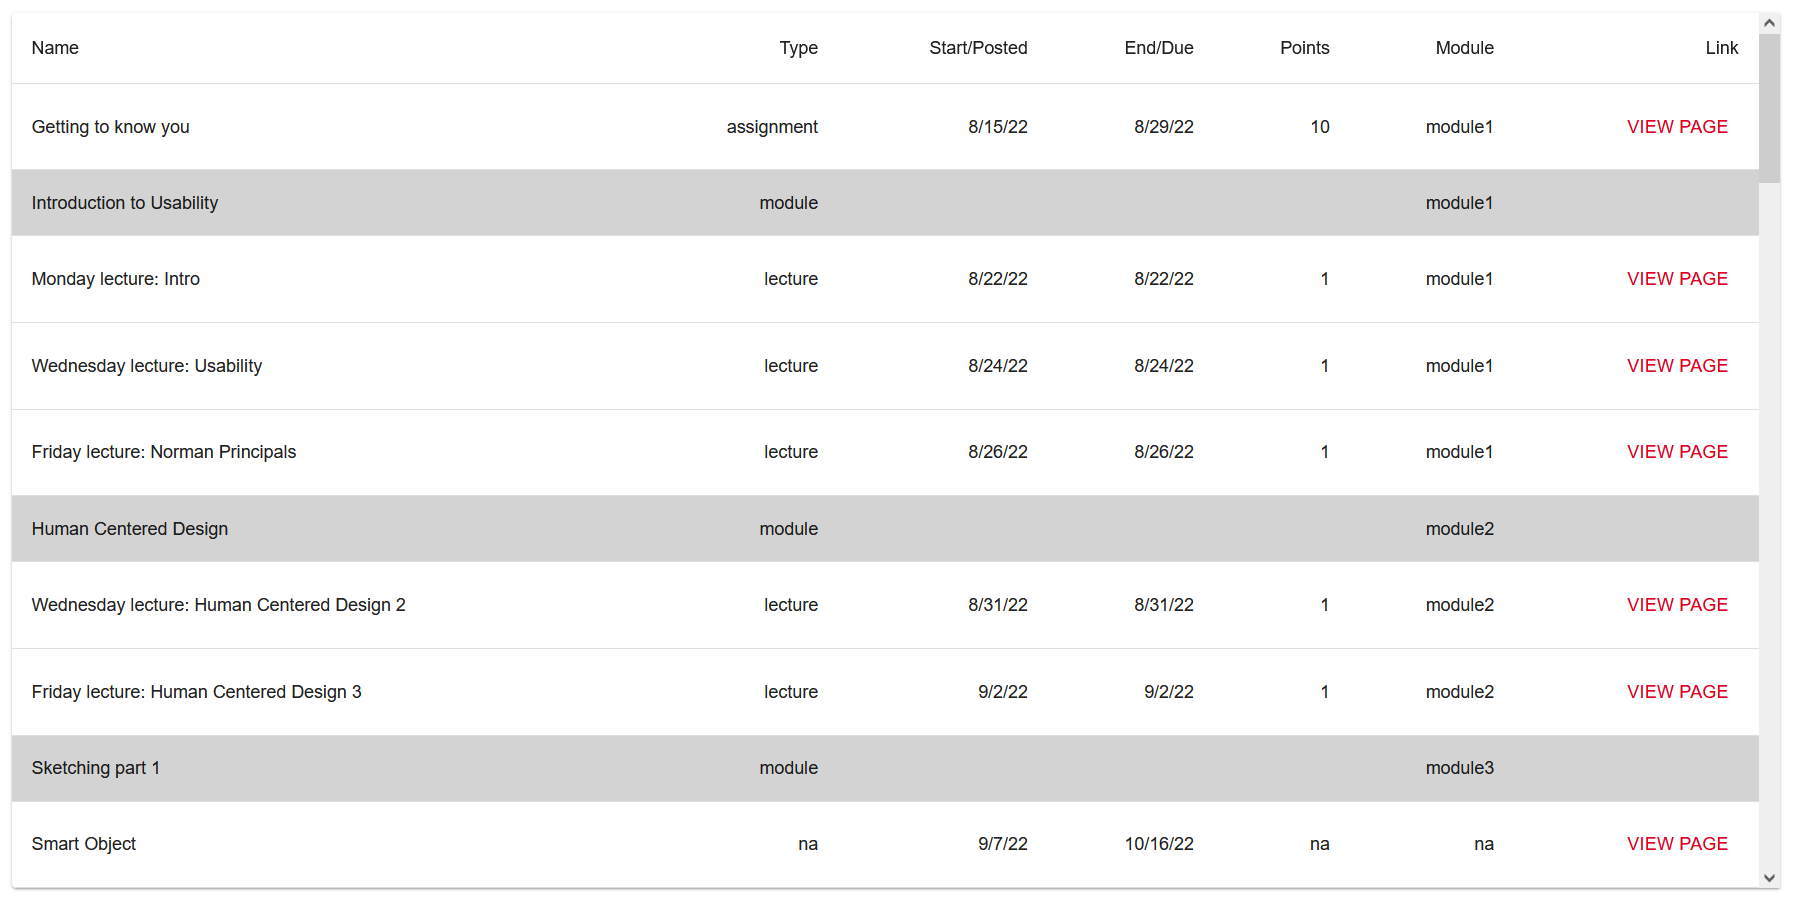 Name Type Start/Posted End/Due Points Module Link
Getting to know you assignment 8/15/22 8/29/22 10 module1 VIEW PAGE
Introduction to Usability module module1
Monday lecture: Intro lecture 8/22/22 8/22/22 1 module1 VIEW PAGE
Wednesday lecture: Usability lecture 8/24/22 8/24/22 1 module1 VIEW PAGE
Friday lecture: Norman Principals lecture 8/26/22 8/26/22 1 module1 VIEW PAGE
Human Centered Design module module2
Wednesday lecture: Human Centered Design 2 lecture 8/31/22 8/31/22 1 module2 VIEW PAGE
Friday lecture: Human Centered Design 3 lecture 9/2/22 9/2/22 1 module2 VIEW PAGE
Sketching part 1 module module3
Smart Object na 9/7/22 10/16/22 na na VIEW PAGE